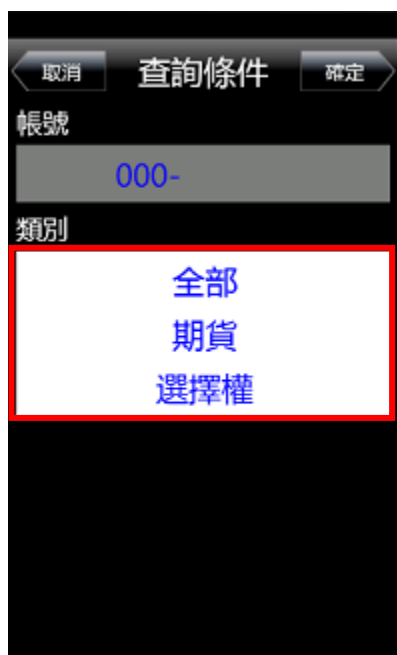 取消 查詢條件 確定
帳號
000-
類別
全部
期貨
選擇權